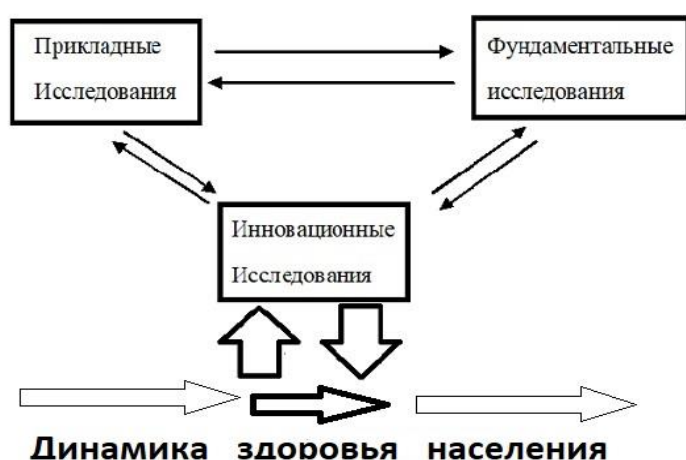 Прикладные
Исследования
Фундаментальные
исследования
Инновационные
Исследования
Динамика здоровья населения